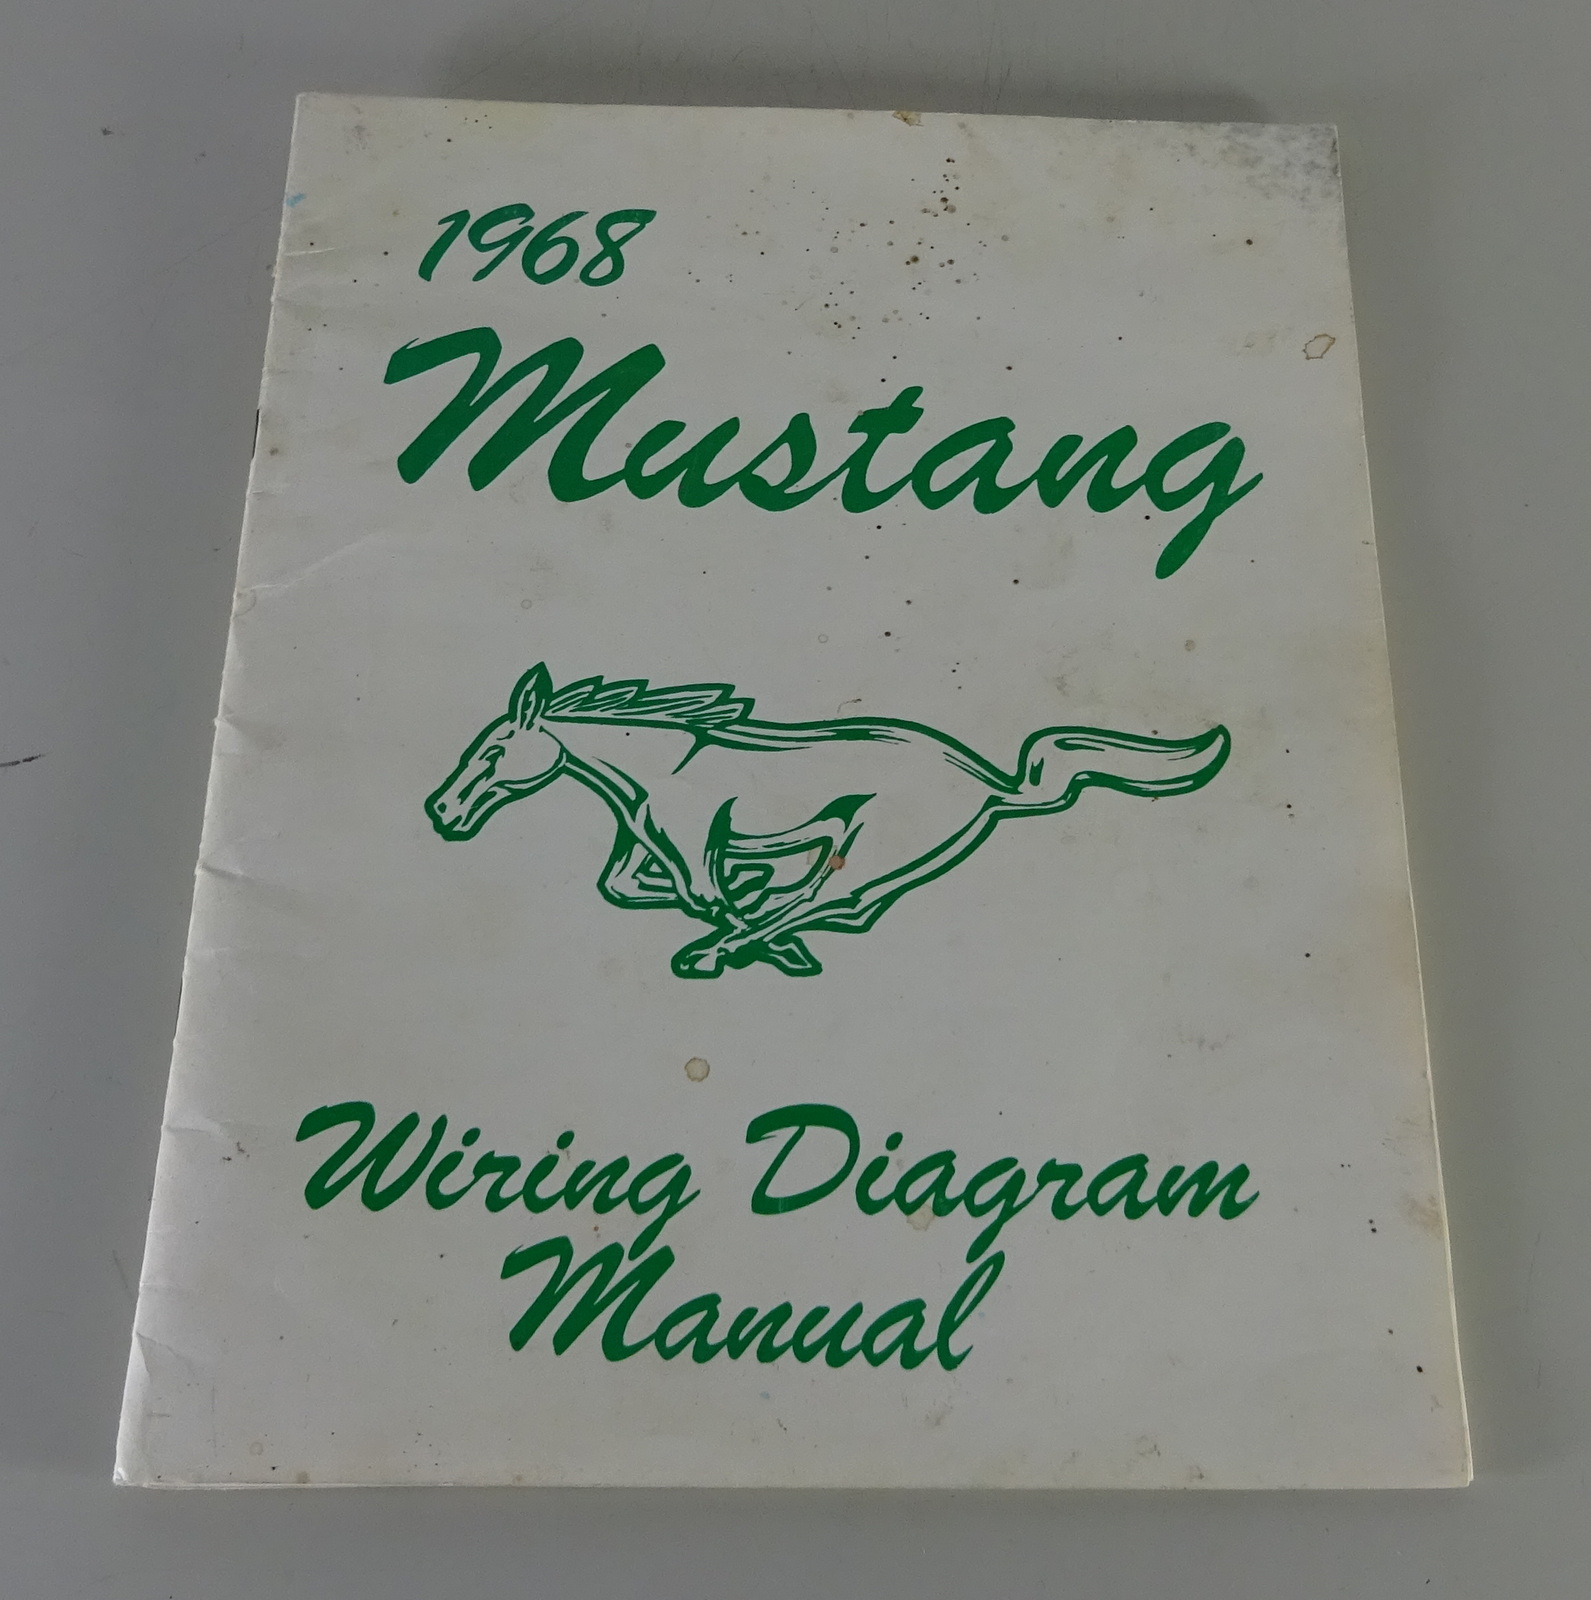 1968
Mustang
Wiring Diagram
Manual